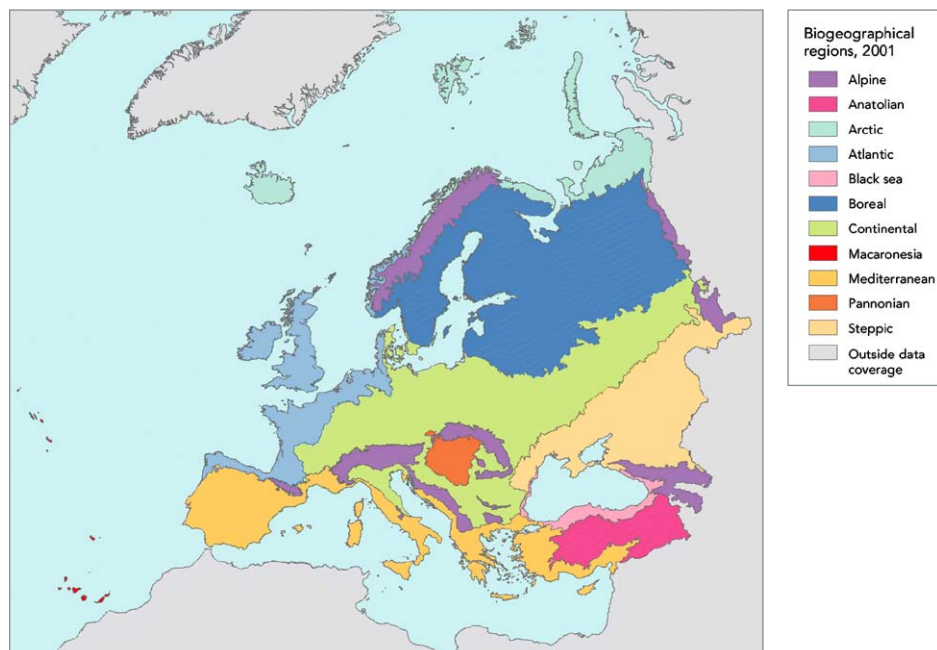 Biogeographical
regions, 2001
Alpine
Anatolian
Arctic
Atlantic
Black sea
Boreal
Continental
Macaronesia
Mediterranean
Pannonian
Steppic
Outside data
coverage